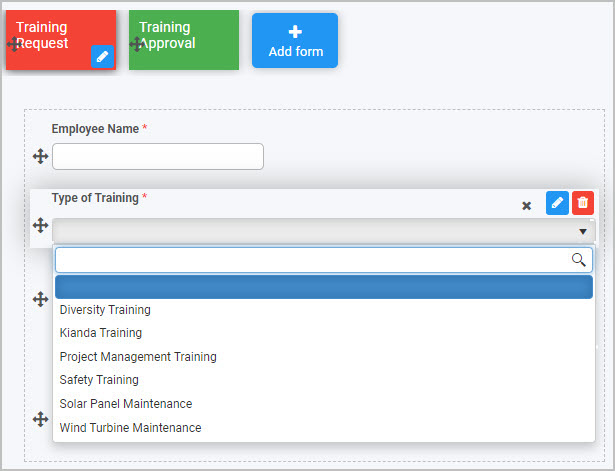 Training
Request
Training
Approval
Add form
Employee Name *
Type of Training *
Diversity Training
Kianda Training
Project Management Training
Safety Training
Solar Panel Maintenance
Wind Turbine Maintenance